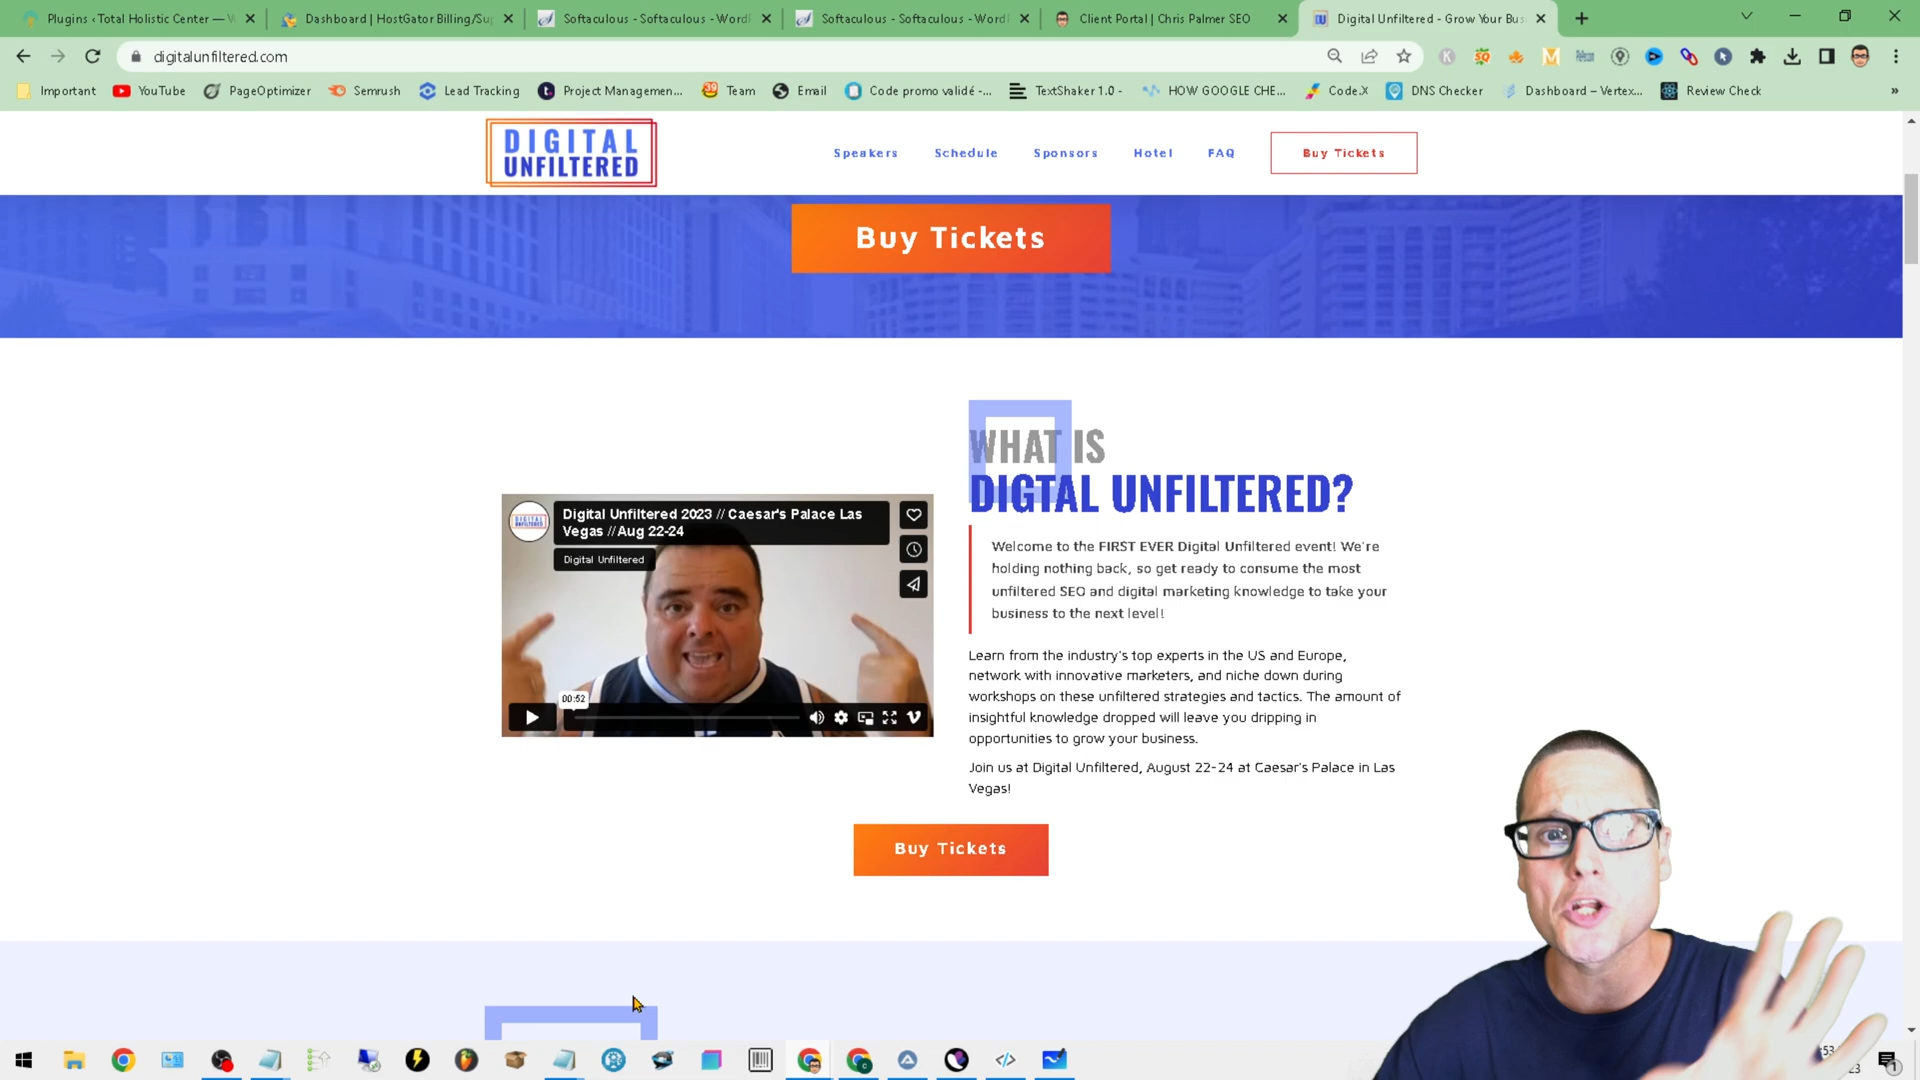 Plugins ‹ Total Holistic Center —
Dashboard | HostGator Billing/Su
Softaculous - Softaculous - Word
Softaculous - Softaculous - Word
Client Portal | Chris Palmer SEO
Digital Unfiltered - Grow Your Bus
digitalunfiltered.com
Important
YouTube
PageOptimizer
Semrush
Lead Tracking
Project Managemen...
Team
Email
Code promo validé -...
TextShaker 1.0 -
HOW GOOGLE CHE...
Code.X
DNS Checker
Dashboard – Vertex...
Review Check
»
DIGITAL
UNFILTERED
Speakers
Schedule
Sponsors
Hotel
FAQ
Buy Tickets
Buy Tickets
WHAT IS
DIGTAL UNFILTERED?
Digital Unfiltered 2023 // Caesar's Palace Las
Vegas // Aug 22-24
Digital Unfiltered
00:52
Welcome to the FIRST EVER Digital Unfiltered event! We're
holding nothing back, so get ready to consume the most
unfiltered SEO and digital marketing knowledge to take your
business to the next level!
Learn from the industry's top experts in the US and Europe,
network with innovative marketers, and niche down during
workshops on these unfiltered strategies and tactics. The amount of
insightful knowledge dropped will leave you dripping in
opportunities to grow your business.
Join us at Digital Unfiltered, August 22-24 at Caesar's Palace in Las
Vegas!
Buy Tickets